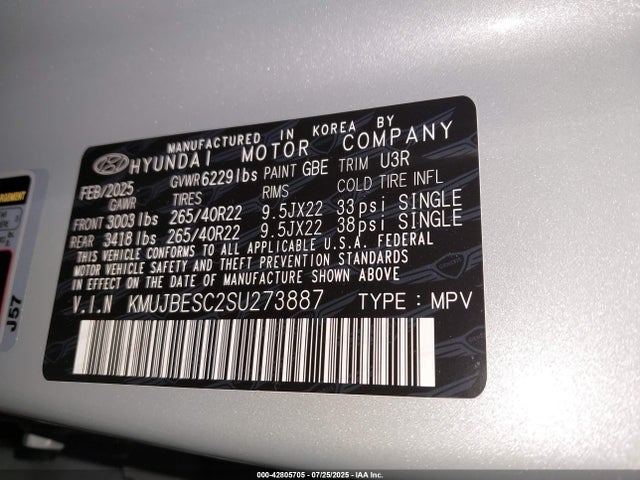 MANUFACTURED IN KOREA BY
HYUNDAI MOTOR COMPANY
FEB/2025 GVWR 6229lbs PAINT GBE TRIM U3R
GAWR TIRES RIMS COLD TIRE INFL
FRONT 3003 lbs 265/40R22 9.5JX22 33psi SINGLE
REAR 3418 lbs 265/40R22 9.5JX22 38psi SINGLE
THIS VEHICLE CONFORMS TO ALL APPLICABLE U.S.A. FEDERAL
MOTOR VEHICLE SAFETY AND THEFT PREVENTION STANDARDS
IN EFFECT ON THE DATE OF MANUFACTURE SHOWN ABOVE
V.I.N KMUJBESC2SU273887 TYPE : MPV
J57
000-42805705 - 07/25/2025 - IAA Inc.